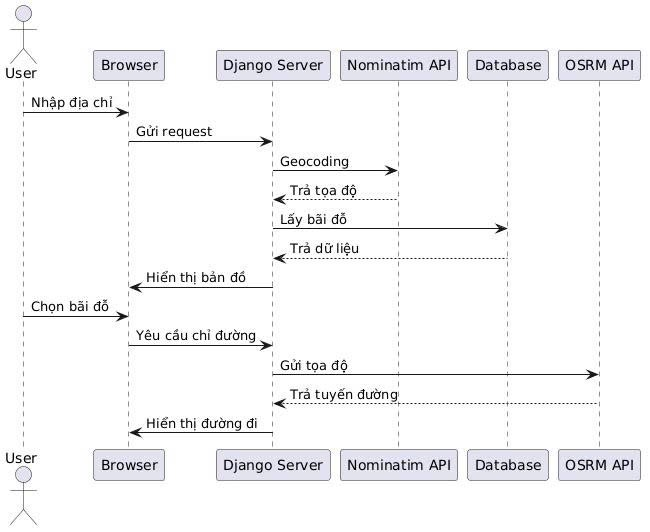 User
Browser
Django Server
Nominatim API
Database
OSRM API
Nhập địa chỉ
Gửi request
Geocoding
Trả tọa độ
Lấy bãi đỗ
Trả dữ liệu
Hiển thị bản đồ
Chọn bãi đỗ
Yêu cầu chỉ đường
Gửi tọa độ
Trả tuyến đường
Hiển thị đường đi
User
Browser
Django Server
Nominatim API
Database
OSRM API